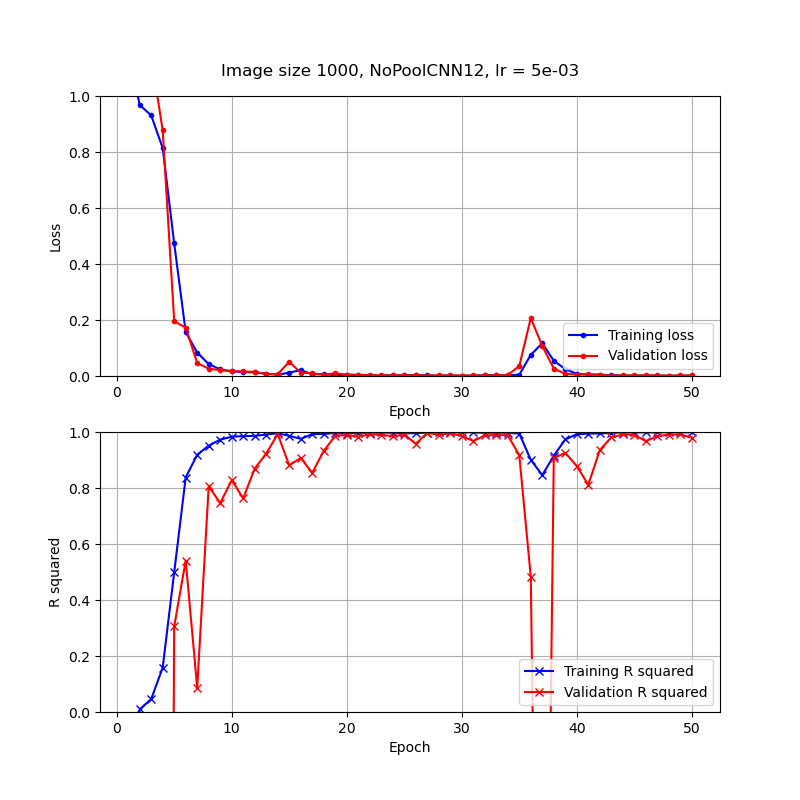 Image size 1000, NoPoolCNN12, lr = 5e-03
1.0
0.8
0.6
0.4
0.2
0.0
Loss
0 10 20 30 40 50
Epoch
Training loss
Validation loss
1.0
0.8
0.6
0.4
0.2
0.0
R squared
0 10 20 30 40 50
Epoch
Training R squared
Validation R squared